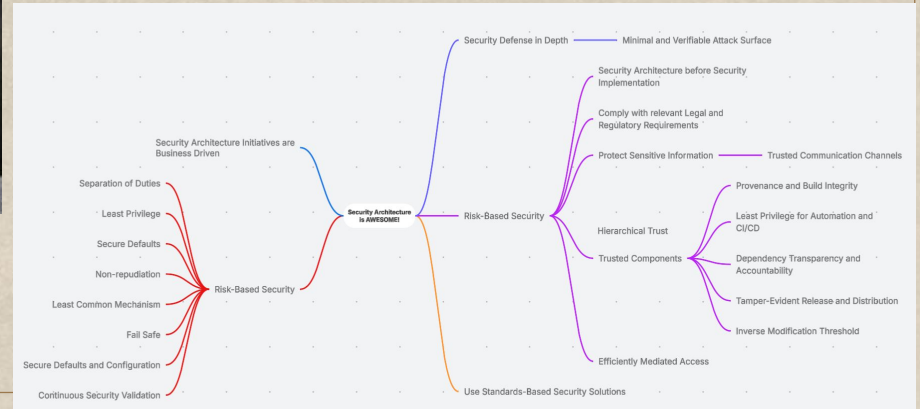 Security Defense in Depth
Minimal and Verifiable Attack Surface
Security Architecture before Security
Implementation
Comply with relevant Legal and
Regulatory Requirements
Security Architecture Initiatives are
Business Driven
Protect Sensitive Information
Trusted Communication Channels
Separation of Duties
Provenance and Build Integrity
Least Privilege
Security Architecture
is AWESOME!
Risk-Based Security
Least Privilege for Automation and
CI/CD
Hierarchical Trust
Secure Defaults
Trusted Components
Dependency Transparency and
Accountability
Non-repudiation
Risk-Based Security
Least Common Mechanism
Tamper-Evident Release and Distribution
Fail Safe
Inverse Modification Threshold
Secure Defaults and Configuration
Efficiently Mediated Access
Continuous Security Validation
Use Standards-Based Security Solutions